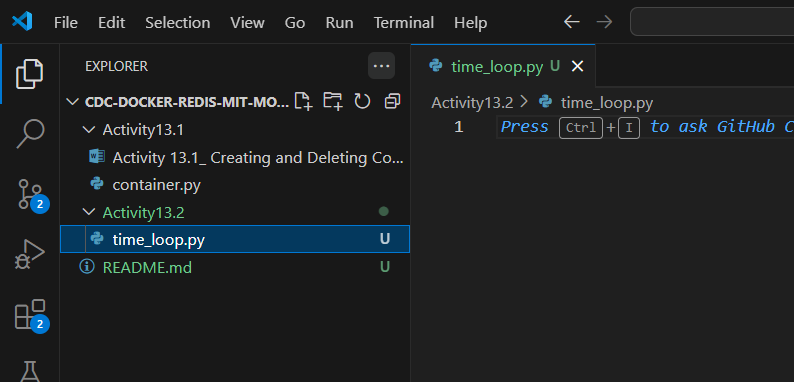 File Edit Selection View Go Run Terminal Help
EXPLORER
time_loop.py U
CDC-DOCKER-REDIS-MIT-MO...
Activity13.2 > time_loop.py
Activity13.1
1 Press Ctrl+I to ask GitHub C
Activity 13.1_ Creating and Deleting Co...
container.py
Activity13.2
2
time_loop.py U
README.md U
2